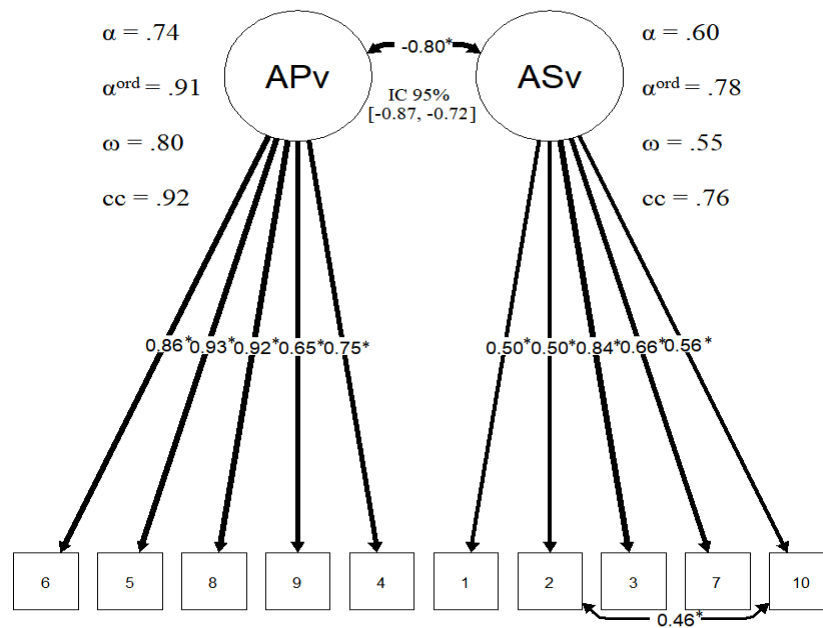 α = .74
α^ord = .91
ω = .80
cc = .92
APv
-0.80*
IC 95%
[-0.87, -0.72]
ASv
α = .60
α^ord = .78
ω = .55
cc = .76
0.86* 0.93* 0.92* 0.65* 0.75*
0.50* 0.50* 0.84* 0.66* 0.56*
6 5 8 9 4 1 2 3 7 10
0.46*